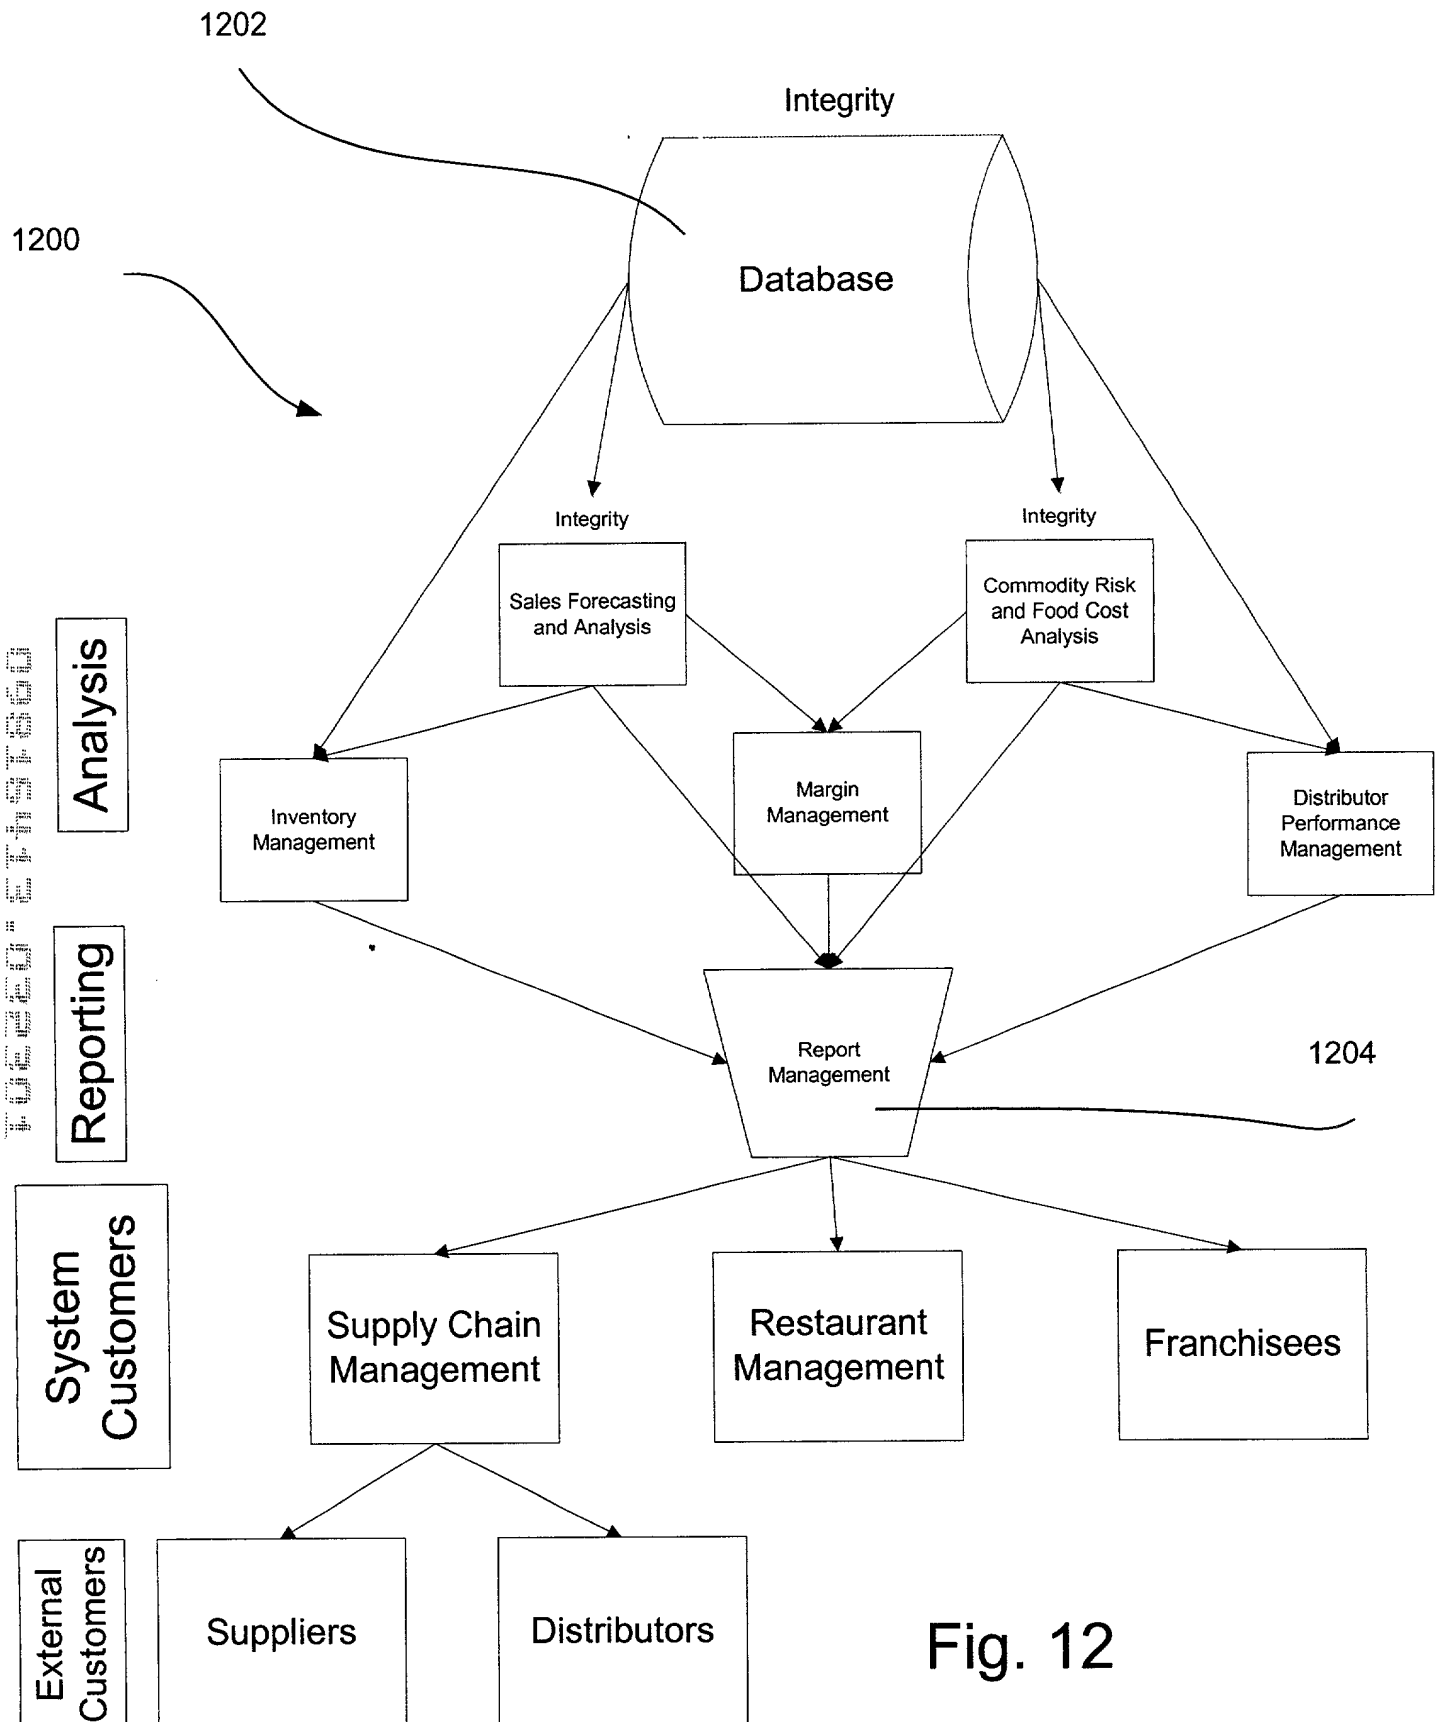 1202
Integrity
1200
Database
Integrity
Integrity
Sales Forecasting
and Analysis
Commodity Risk
and Food Cost
Analysis
Analysis
Margin
Management
Inventory
Management
Distributor
Performance
Management
Reporting
Report
Management
1204
System
Customers
Supply Chain
Management
Restaurant
Management
Franchisees
External
Customers
Suppliers
Distributors
Fig. 12